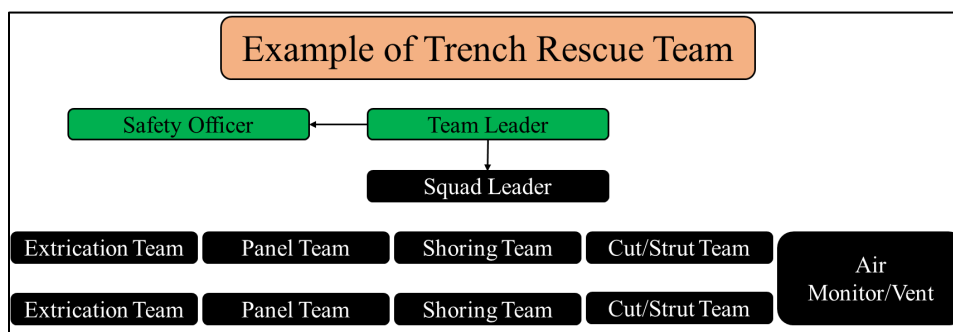 Example of Trench Rescue Team
Safety Officer
Team Leader
Squad Leader
Extrication Team
Panel Team
Shoring Team
Cut/Strut Team
Air
Monitor/Vent
Extrication Team
Panel Team
Shoring Team
Cut/Strut Team